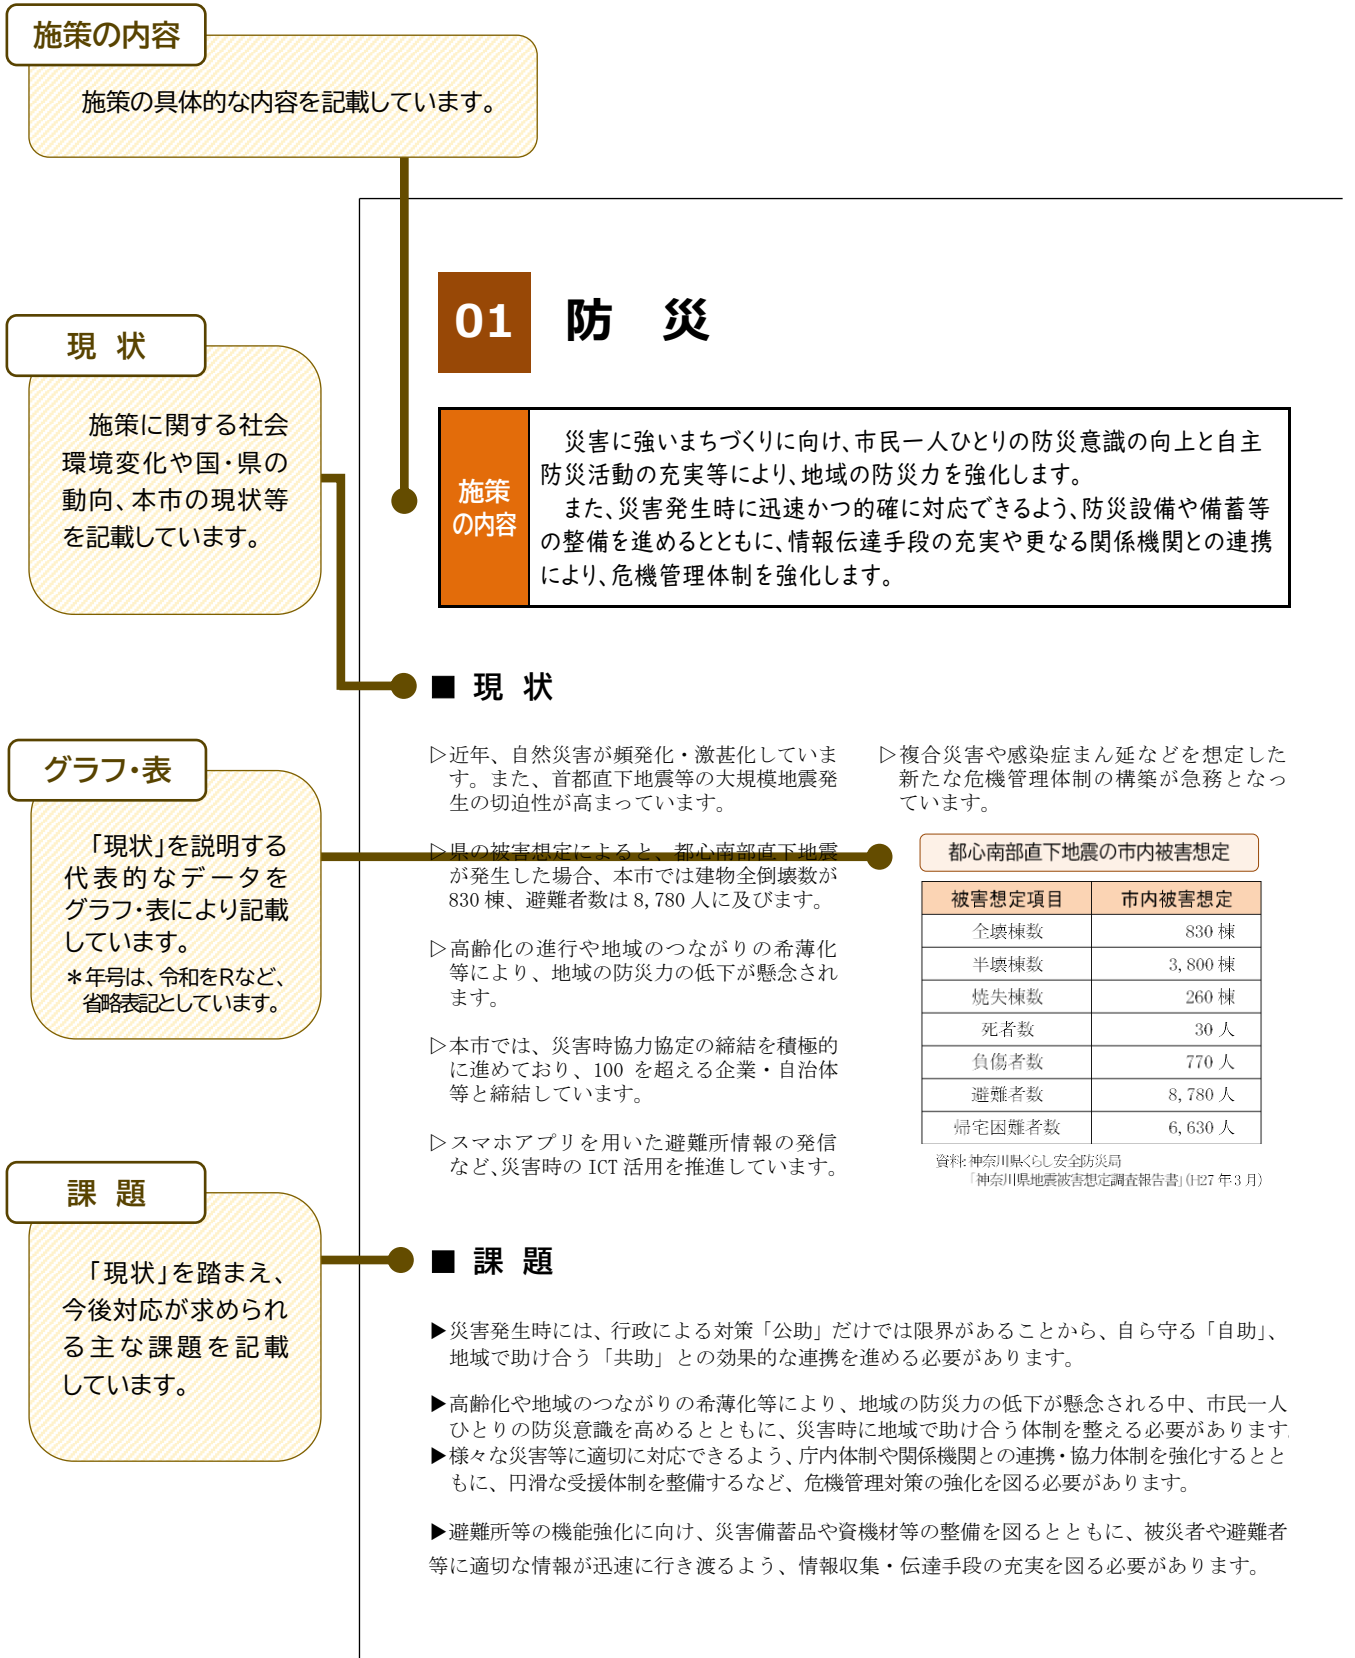 施策の内容
施策の具体的な内容を記載しています。
現 状
施策に関する社会
環境変化や国・県の
動向、本市の現状等
を記載しています。
グラフ・表
「現状」を説明する
代表的なデータを
グラフ・表により記載
しています。
＊年号は、令和をRなど、
省略表記としています。
課 題
「現状」を踏まえ、
今後対応が求められ
る主な課題を記載
しています。
01 防 災
施策
の内容
災害に強いまちづくりに向け、市民一人ひとりの防災意識の向上と自主
防災活動の充実等により、地域の防災力を強化します。
また、災害発生時に迅速かつ的確に対応できるよう、防災設備や備蓄等
の整備を進めるとともに、情報伝達手段の充実や更なる関係機関との連携
により、危機管理体制を強化します。
■ 現 状
▷近年、自然災害が頻発化・激甚化していま
す。また、首都直下地震等の大規模地震発
生の切迫性が高まっています。
▷県の被害想定によると、都心南部直下地震
が発生した場合、本市では建物全倒壊数が
830 棟、避難者数は 8,780 人に及びます。
▷高齢化の進行や地域のつながりの希薄化
等により、地域の防災力の低下が懸念され
ます。
▷本市では、災害時協力協定の締結を積極的
に進めており、100 を超える企業・自治体
等と締結しています。
▷スマホアプリを用いた避難所情報の発信
など、災害時の ICT 活用を推進しています。
▷複合災害や感染症まん延などを想定した
新たな危機管理体制の構築が急務となっ
ています。
都心南部直下地震の市内被害想定
被害想定項目 市内被害想定
全壊棟数 830 棟
半壊棟数 3,800 棟
焼失棟数 260 棟
死者数 30 人
負傷者数 770 人
避難者数 8,780 人
帰宅困難者数 6,630 人
資料:神奈川県くらし安全防災局
「神奈川県地震被害想定調査報告書」(H27 年 3 月)
■ 課 題
▶災害発生時には、行政による対策「公助」だけでは限界があることから、自ら守る「自助」、
地域で助け合う「共助」との効果的な連携を進める必要があります。
▶高齢化や地域のつながりの希薄化等により、地域の防災力の低下が懸念される中、市民一人
ひとりの防災意識を高めるとともに、災害時に地域で助け合う体制を整える必要があります.
▶様々な災害等に適切に対応できるよう、庁内体制や関係機関との連携・協力体制を強化するとと
もに、円滑な受援体制を整備するなど、危機管理対策の強化を図る必要があります。
▶避難所等の機能強化に向け、災害備蓄品や資機材等の整備を図るとともに、被災者や避難者
等に適切な情報が迅速に行き渡るよう、情報収集・伝達手段の充実を図る必要があります。